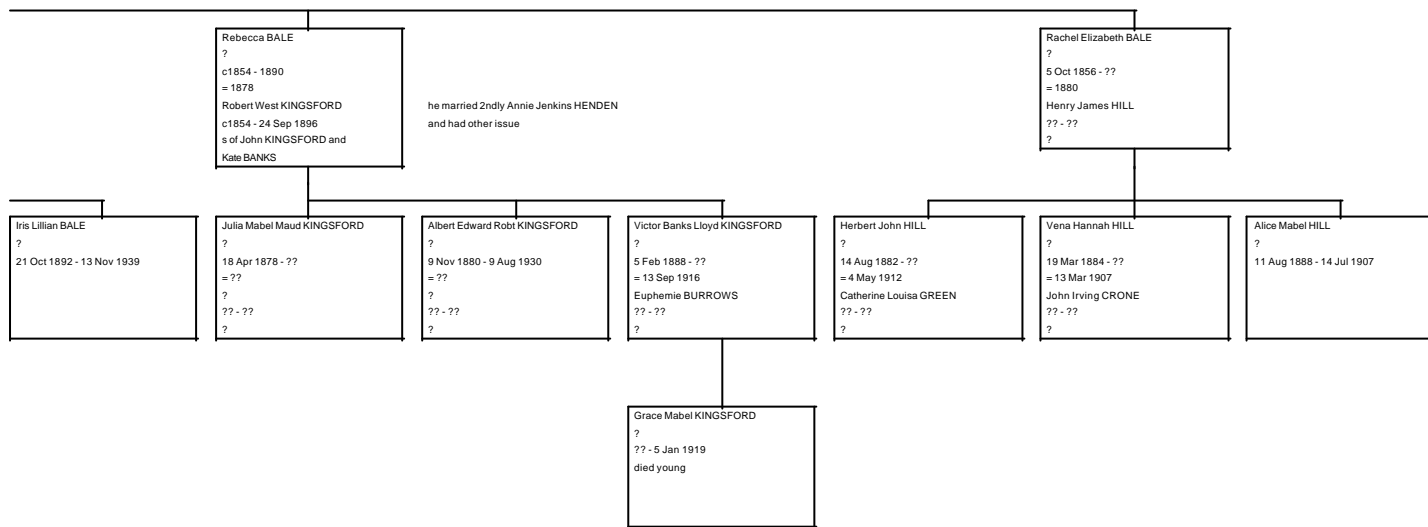 Rebecca BALE
?
c1854 - 1890
= 1878
Robert West KINGSFORD
c1854 - 24 Sep 1896
s of John KINGSFORD and
Kate BANKS
he married 2ndly Annie Jenkins HENDEN
and had other issue
Rachel Elizabeth BALE
?
5 Oct 1856 - ??
= 1880
Henry James HILL
?? - ??
?
Iris Lillian BALE
?
21 Oct 1892 - 13 Nov 1939
Julia Mabel Maud KINGSFORD
?
18 Apr 1878 - ??
= ??
?
?? - ??
?
Albert Edward Robt KINGSFORD
?
9 Nov 1880 - 9 Aug 1930
= ??
?
?? - ??
?
Victor Banks Lloyd KINGSFORD
?
5 Feb 1888 - ??
= 13 Sep 1916
Euphemie BURROWS
?? - ??
?
Herbert John HILL
?
14 Aug 1882 - ??
= 4 May 1912
Catherine Louisa GREEN
?? - ??
?
Vena Hannah HILL
?
19 Mar 1884 - ??
= 13 Mar 1907
John Irving CRONE
?? - ??
?
Alice Mabel HILL
?
11 Aug 1888 - 14 Jul 1907
Grace Mabel KINGSFORD
?
?? - 5 Jan 1919
died young